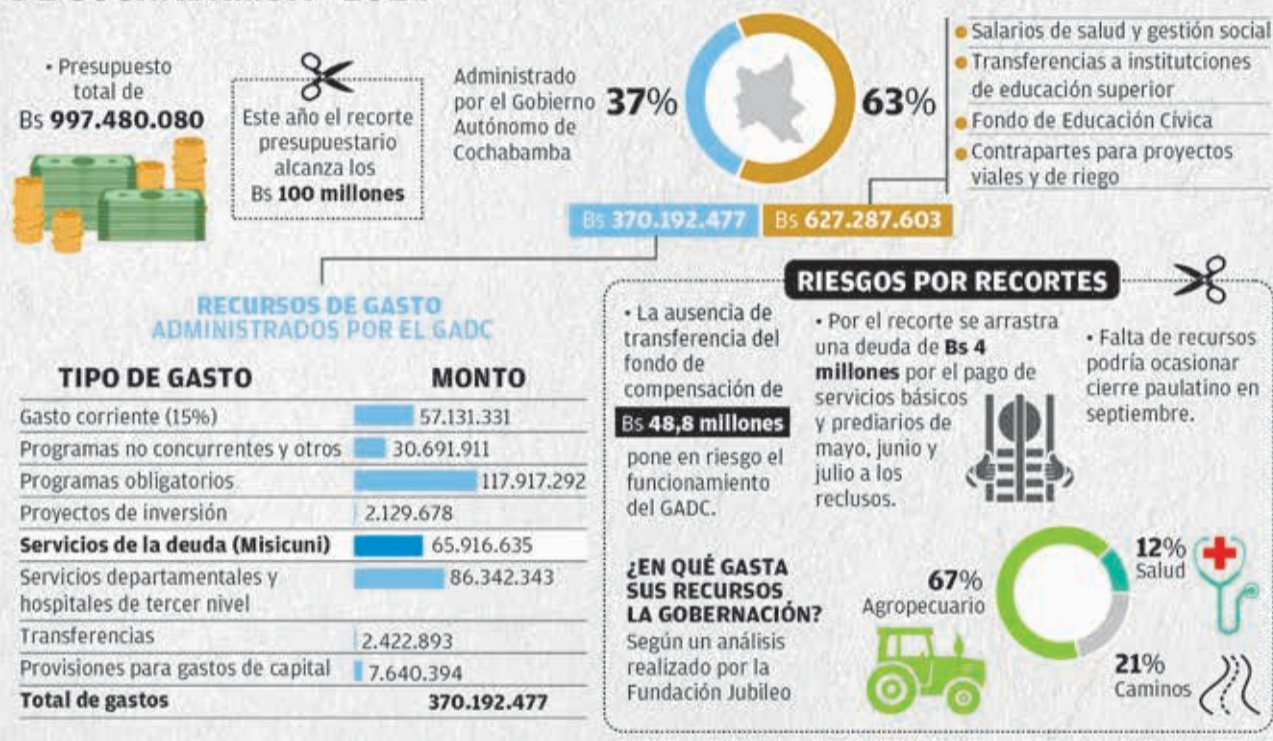 • Presupuesto
total de
Bs 997.480.080
Este año el recorte
presupuestario
alcanza los
Bs 100 millones
Administrado
por el Gobierno
Autónomo de
Cochabamba
37%
63%
Salarios de salud y gestión social
Transferencias a institutciones
de educación superior
Fondo de Educación Cívica
Contrapartes para proyectos
viales y de riego
Bs 370.192.477
Bs 627.287.603
RECURSOS DE GASTO
ADMINISTRADOS POR EL GADC
TIPO DE GASTO MONTO
Gasto corriente (15%) 57.131.331
Programas no concurrentes y otros 30.691.911
Programas obligatorios 117.917.292
Proyectos de inversión 2.129.678
Servicios de la deuda (Misicuni) 65.916.635
Servicios departamentales y
hospitales de tercer nivel 86.342.343
Transferencias 2.422.893
Provisiones para gastos de capital 7.640.394
Total de gastos 370.192.477
RIESGOS POR RECORTES
• La ausencia de
transferencia del
fondo de
compensación de
Bs 48,8 millones
pone en riesgo el
funcionamiento
del GADC.
• Por el recorte se arrastra
una deuda de Bs 4
millones por el pago de
servicios básicos
y prediarios de
mayo, junio y
julio a los
reclusos.
• Falta de recursos
podría ocasionar
cierre paulatino en
septiembre.
¿EN QUÉ GASTA
SUS RECURSOS
LA GOBERNACIÓN?
Según un análisis
realizado por la
Fundación Jubileo
67%
Agropecuario
12%
Salud
21%
Caminos